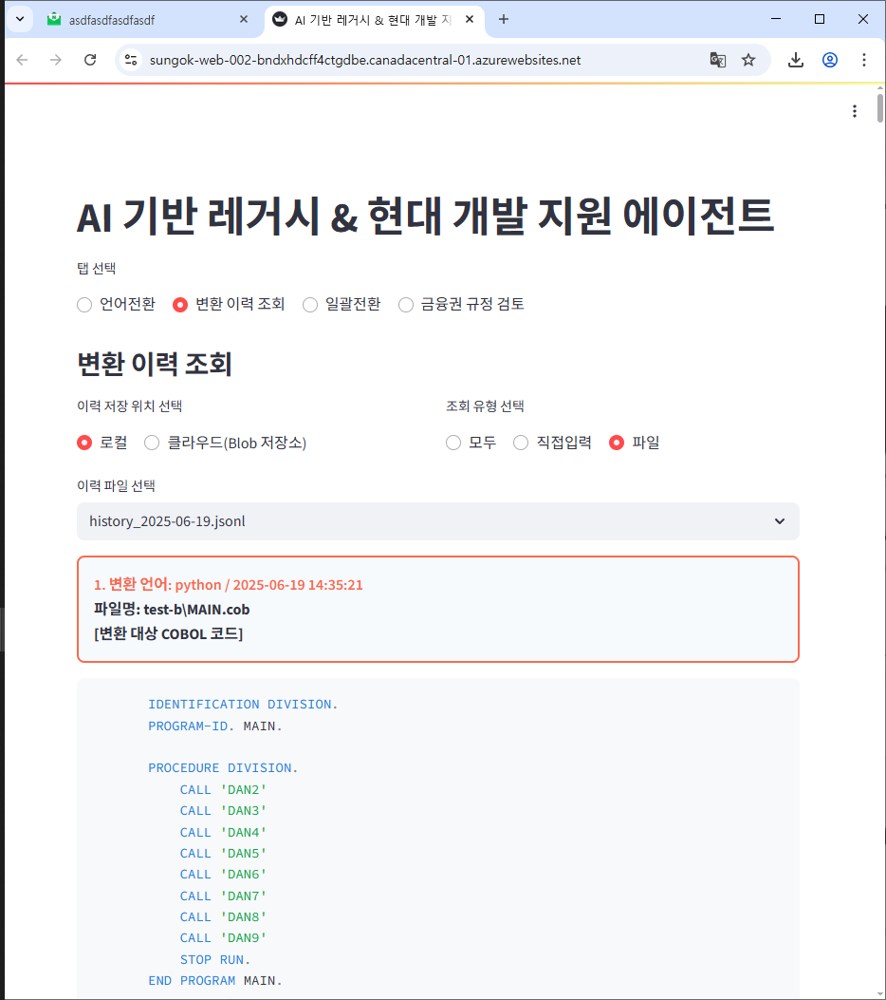 asdfasdfasdfasdf
AI 기반 레거시 & 현대 개발 지
sungok-web-002-bndxhdcff4ctgdbe.canadacentral-01.azurewebsites.net
AI 기반 레거시 & 현대 개발 지원 에이전트
탭 선택
언어전환 변환 이력 조회 일괄전환 금융권 규정 검토
변환 이력 조회
이력 저장 위치 선택 조회 유형 선택
로컬 클라우드(Blob 저장소) 모두 직접입력 파일
이력 파일 선택
history_2025-06-19.jsonl
1. 변환 언어: python / 2025-06-19 14:35:21
파일명: test-b\MAIN.cob
[변환 대상 COBOL 코드]
IDENTIFICATION DIVISION.
PROGRAM-ID. MAIN.
PROCEDURE DIVISION.
CALL 'DAN2'
CALL 'DAN3'
CALL 'DAN4'
CALL 'DAN5'
CALL 'DAN6'
CALL 'DAN7'
CALL 'DAN8'
CALL 'DAN9'
STOP RUN.
END PROGRAM MAIN.